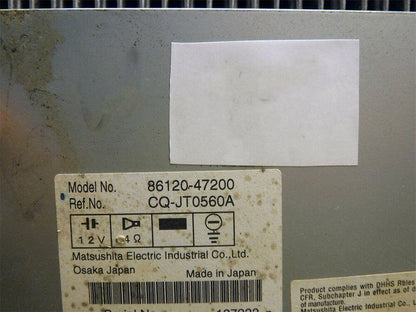 Model No. 86120-47200
Ref.No. CQ-JT0560A
12V 4Ω
Matsushita Electric Industrial Co.,Ltd.
Osaka Japan Made in Japan
Product complies with DHHS Rules
CFR, Subchapter J in effect as of d
of manufacture.
Matsushita Electric Industrial Co., L